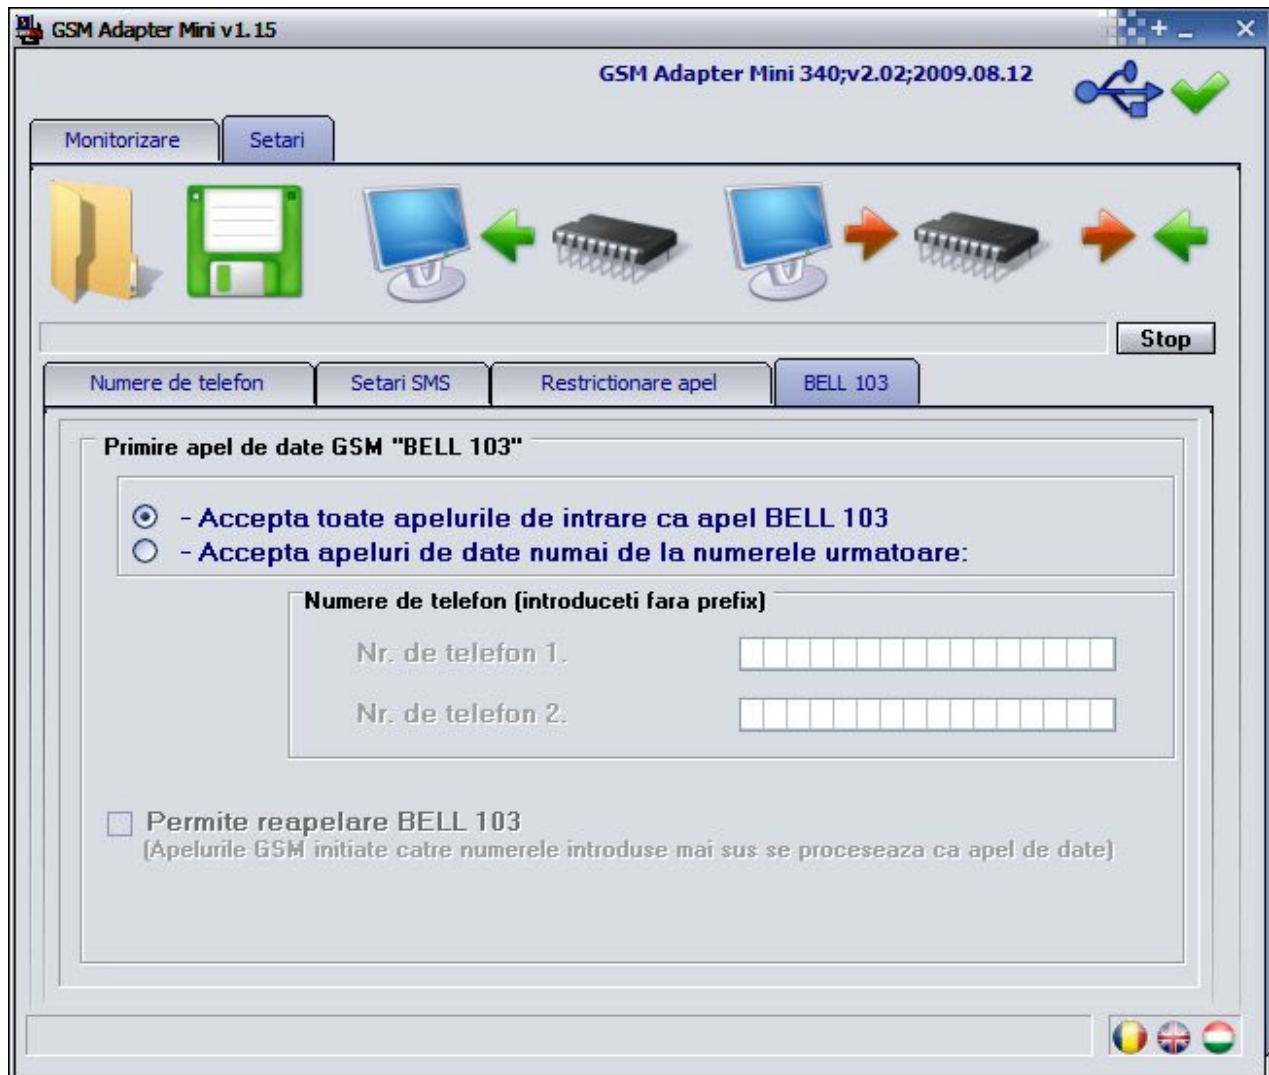 GSM Adapter Mini v1.15
GSM Adapter Mini 340;v2.02;2009.08.12
Monitorizare
Setari
Stop
Numere de telefon
Setari SMS
Restrictionare apel
BELL 103
Primire apel de date GSM "BELL 103"
- Accepta toate apelurile de intrare ca apel BELL 103
- Accepta apeluri de date numai de la numerele urmatoare:
Numere de telefon (introduceti fara prefix)
Nr. de telefon 1.
Nr. de telefon 2.
Permite reapelare BELL 103
(Apelurile GSM initiate catre numerele introduse mai sus se proceseaza ca apel de date)